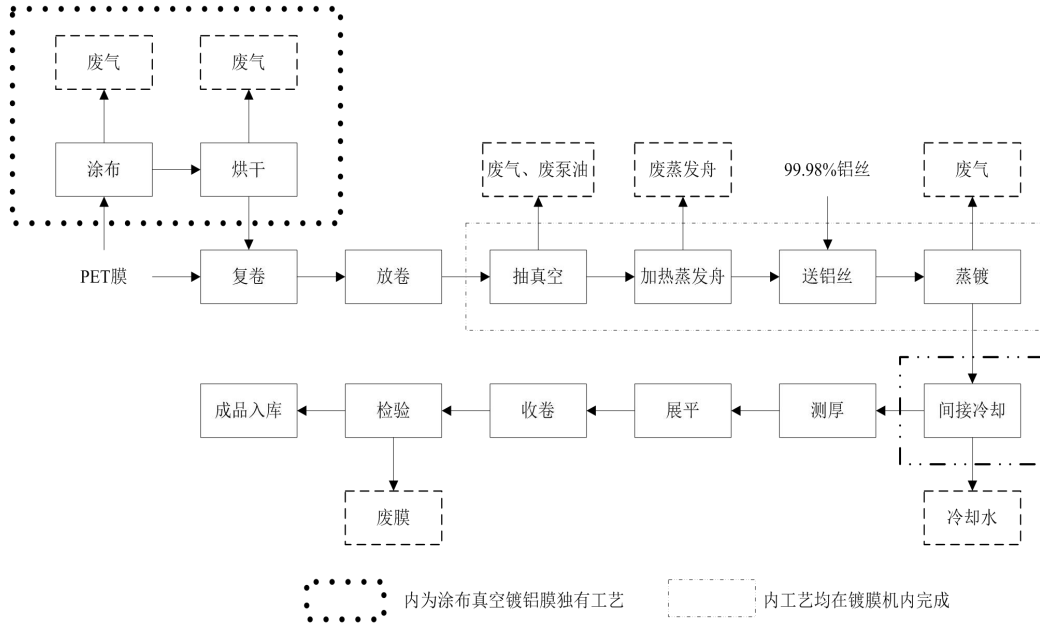 废气
废气
涂布
烘干
废气、废泵油
废蒸发舟
99.98%铝丝
废气
PET膜
复卷
放卷
抽真空
加热蒸发舟
送铝丝
蒸镀
成品入库
检验
收卷
展平
测厚
间接冷却
废膜
冷却水
内为涂布真空镀铝膜独有工艺
内工艺均在镀膜机内完成